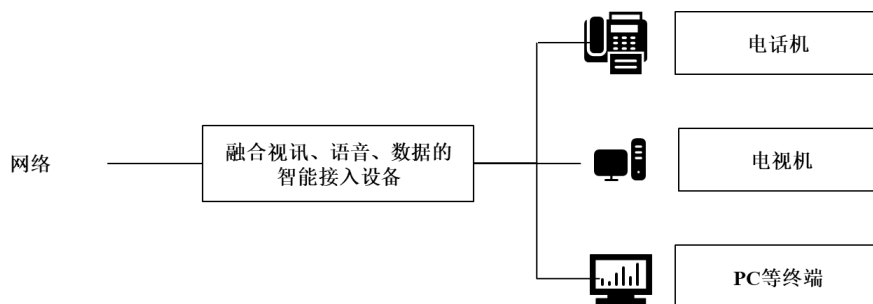 电话机
网络
融合视讯、语音、数据的
智能接入设备
电视机
PC等终端